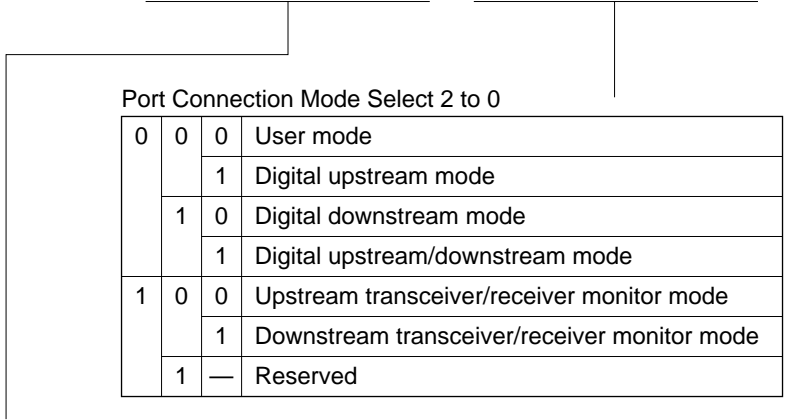 Port Connection Mode Select 2 to 0
0 0 0 User mode
1 Digital upstream mode
1 0 Digital downstream mode
1 Digital upstream/downstream mode
1 0 0 Upstream transceiver/receiver monitor mode
1 Downstream transceiver/receiver monitor mode
1 — Reserved